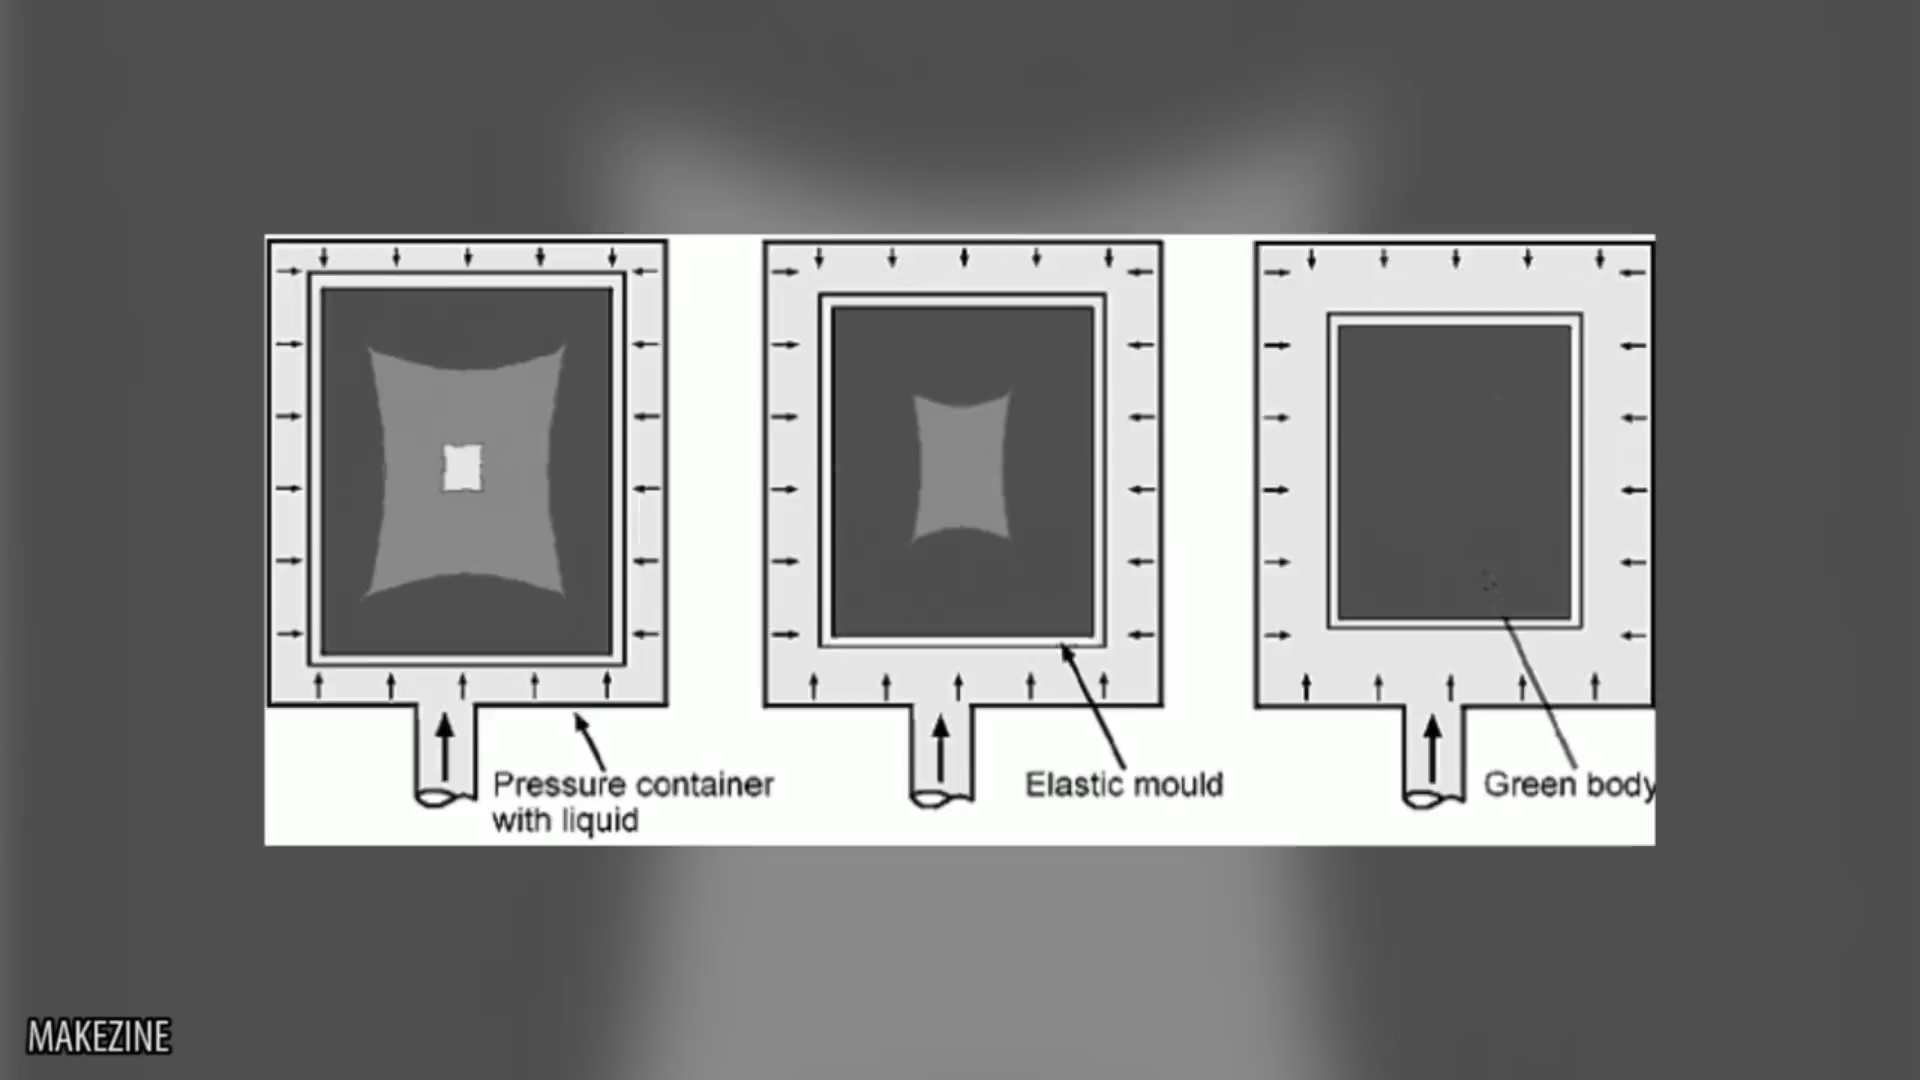 Pressure container
with liquid
Elastic mould
Green body
MAKEZINE